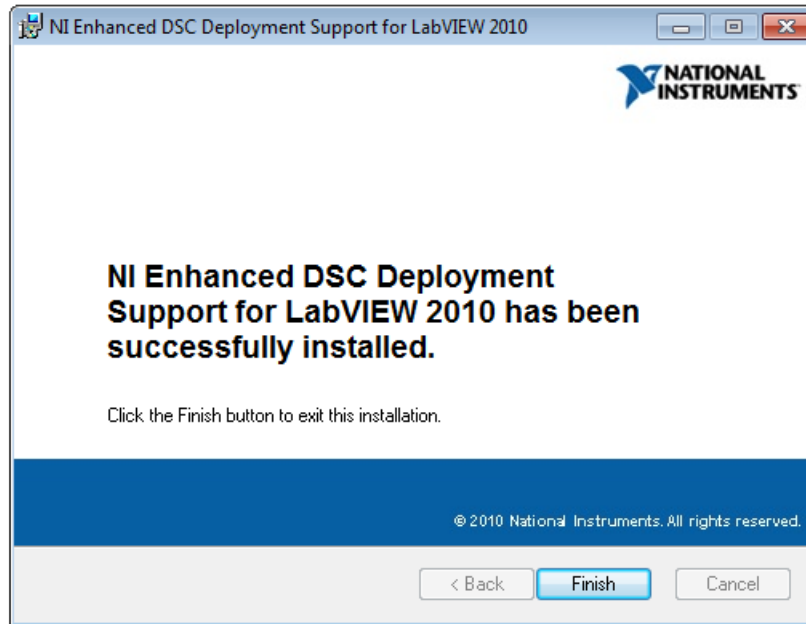 NI Enhanced DSC Deployment Support for LabVIEW 2010
NATIONAL
INSTRUMENTS
NI Enhanced DSC Deployment
Support for LabVIEW 2010 has been
successfully installed.
Click the Finish button to exit this installation.
© 2010 National Instruments. All rights reserved.
< Back
Finish
Cancel